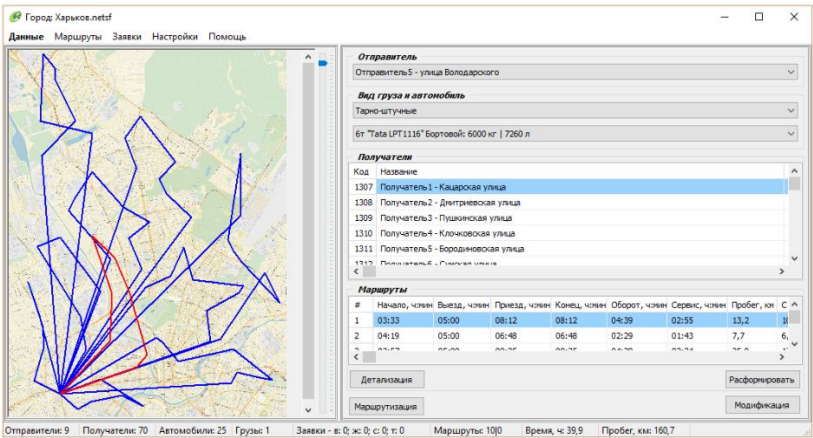 Город: Харьков.netsf
Данные Маршруты Заявки Настройки Помощь
Отправитель
Отправитель5 - улица Володарского
Вид груза и автомобиль
Тарно-штучные
6т "Tata LPT1116" Бортовой: 6000 кг | 7260 л
Получатели
Код Название
1307 Получатель1 - Кацарская улица
1308 Получатель2 - Дмитриевская улица
1309 Получатель3 - Пушкинская улица
1310 Получатель4 - Клочковская улица
1311 Получатель5 - Бородиновская улица
1312 Получатель6 - Сумская улица
Маршруты
# Начало, ч:мин Выезд, ч:мин Приезд, ч:мин Конец, ч:мин Оборот, ч:мин Сервис, ч:мин Пробег, км С
1 03:33 05:00 08:12 08:12 04:39 02:55 13,2
2 04:19 05:00 06:48 06:48 02:29 01:43 7,7 6,
Детализация Расформировать
Маршрутизация Модификация
Отправители: 9 Получатели: 70 Автомобили: 25 Грузы: 1 Заявки - в: 0; ж: 0; с: 0; т: 0 Маршруты: 10|0 Время, ч: 39,9 Пробег, км: 160,7